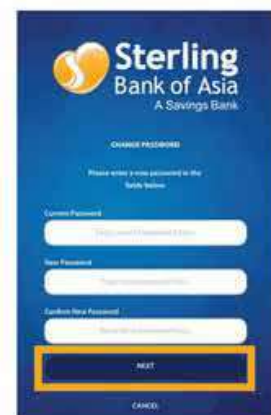 Sterling
Bank of Asia
A Savings Bank
CHANGE PASSWORD
Please enter a new password in the
fields below
Current Password
New Password
Confirm New Password
NEXT
CANCEL